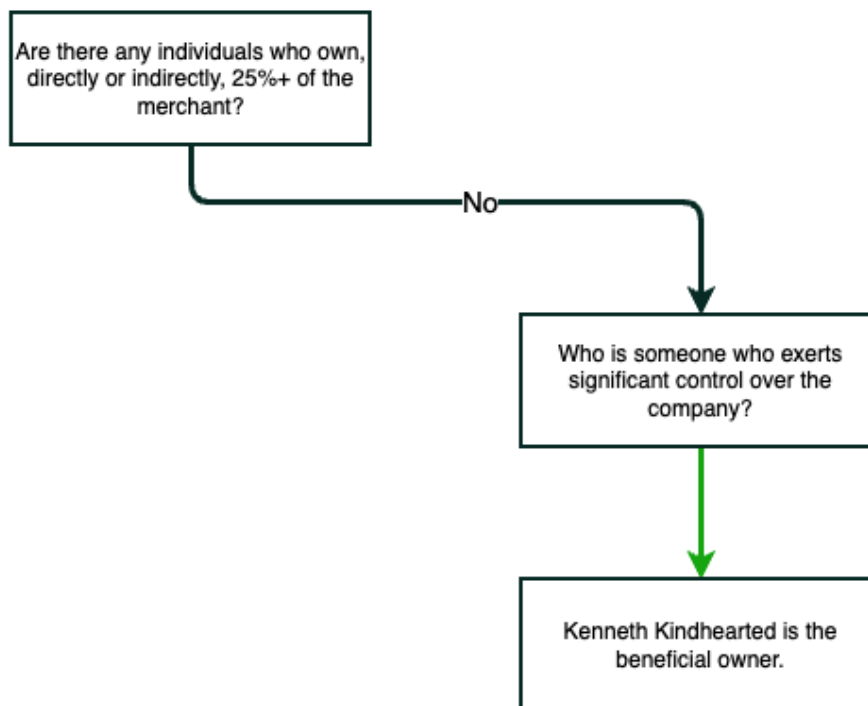 Are there any individuals who own,
directly or indirectly, 25%+ of the
merchant?
No
Who is someone who exerts
significant control over the
company?
Kenneth Kindhearted is the
beneficial owner.